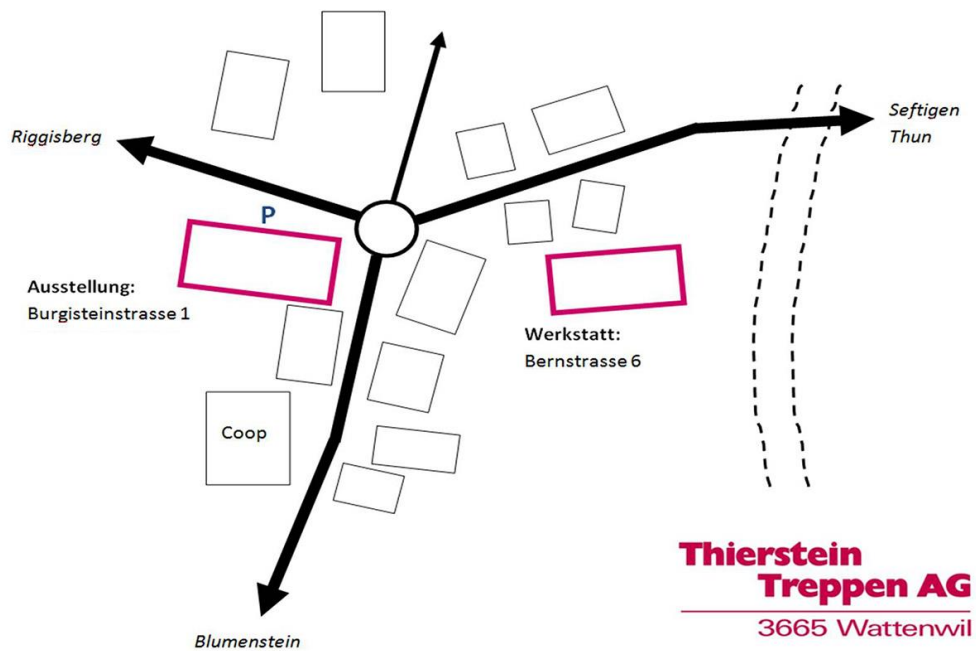 Riggisberg
Seftigen
Thun
P
Ausstellung:
Burgisteinstrasse 1
Werkstatt:
Bernstrasse 6
Coop
Blumenstein
Thierstein
Treppen AG
3665 Wattenwil